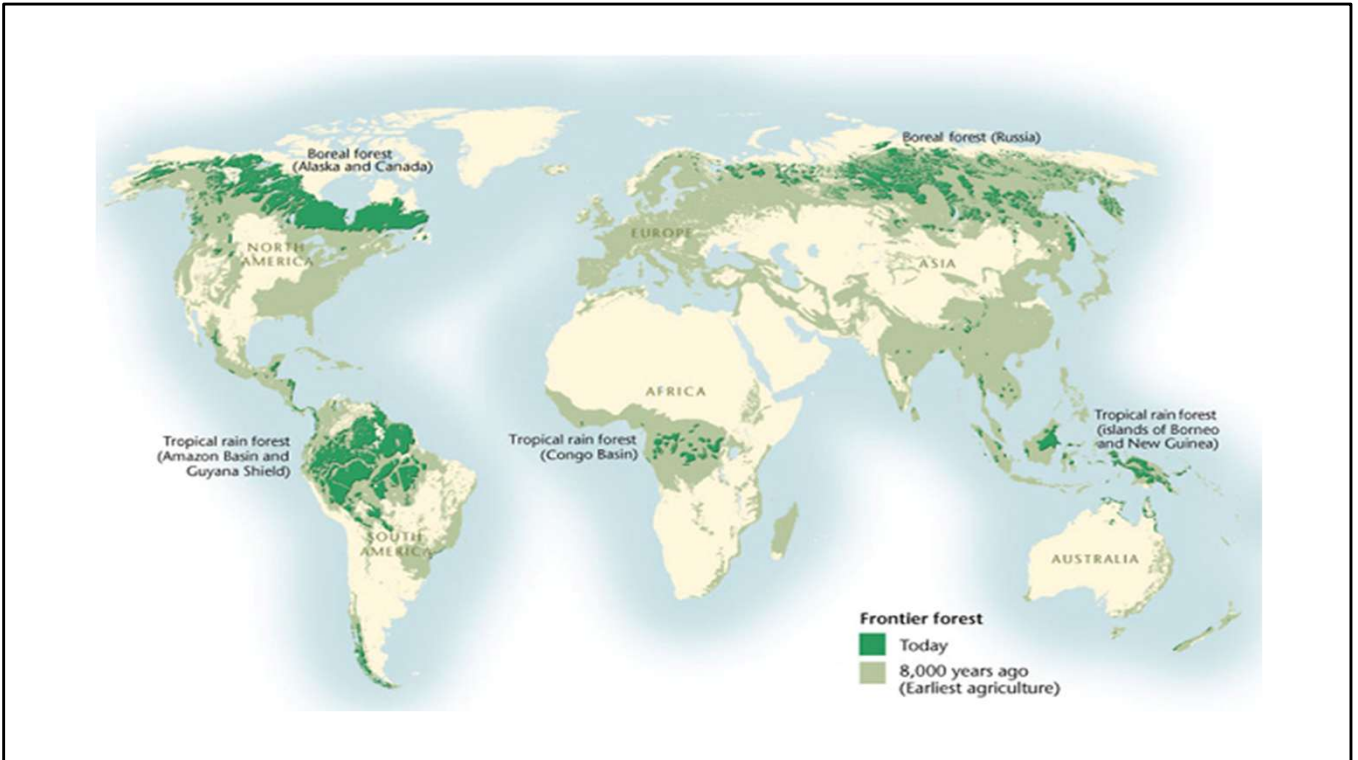 Boreal forest
(Alaska and Canada)
Boreal forest (Russia)
NORTH
AMERICA
EUROPE
ASIA
AFRICA
Tropical rain forest
(Amazon Basin and
Guyana Shield)
Tropical rain forest
(Congo Basin)
Tropical rain forest
(islands of Borneo
and New Guinea)
SOUTH
AMERICA
AUSTRALIA
Frontier forest
Today
8,000 years ago
(Earliest agriculture)